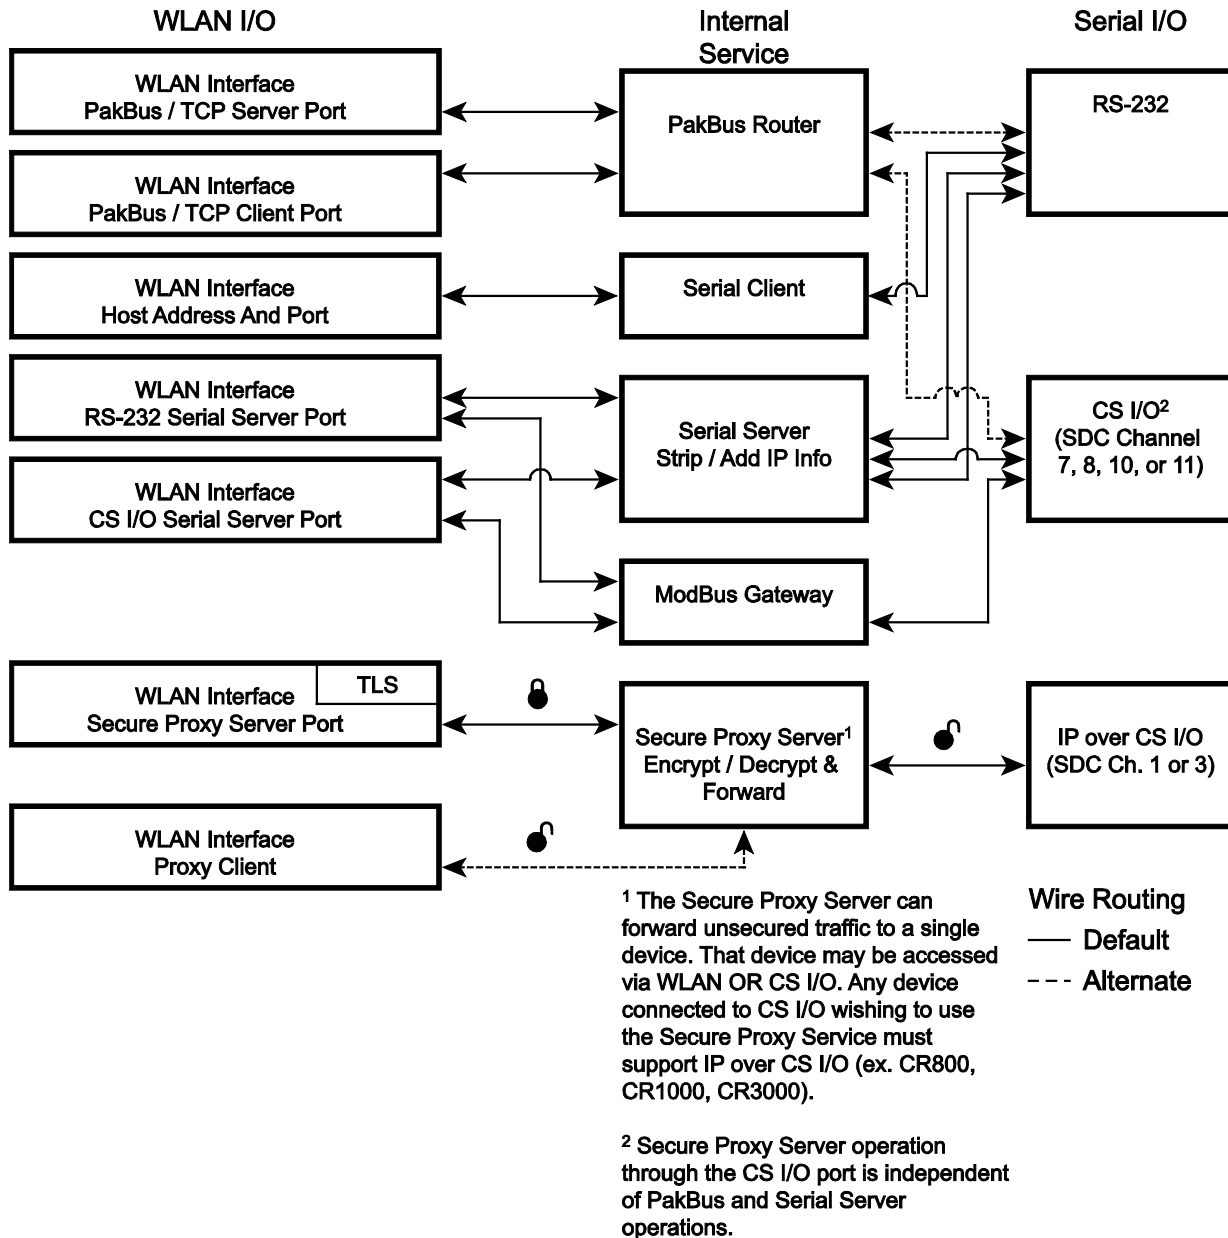 WLAN I/O
Internal
Service
Serial I/O
WLAN Interface
PakBus / TCP Server Port
PakBus Router
RS-232
WLAN Interface
PakBus / TCP Client Port
WLAN Interface
Host Address And Port
Serial Client
WLAN Interface
RS-232 Serial Server Port
Serial Server
Strip / Add IP Info
CS I/O²
(SDC Channel
7, 8, 10, or 11)
WLAN Interface
CS I/O Serial Server Port
ModBus Gateway
TLS
WLAN Interface
Secure Proxy Server Port
Secure Proxy Server¹
Encrypt / Decrypt &
Forward
IP over CS I/O
(SDC Ch. 1 or 3)
WLAN Interface
Proxy Client
¹ The Secure Proxy Server can
forward unsecured traffic to a single
device. That device may be accessed
via WLAN OR CS I/O. Any device
connected to CS I/O wishing to use
the Secure Proxy Service must
support IP over CS I/O (ex. CR800,
CR1000, CR3000).
² Secure Proxy Server operation
through the CS I/O port is independent
of PakBus and Serial Server
operations.
Wire Routing
Default
Alternate